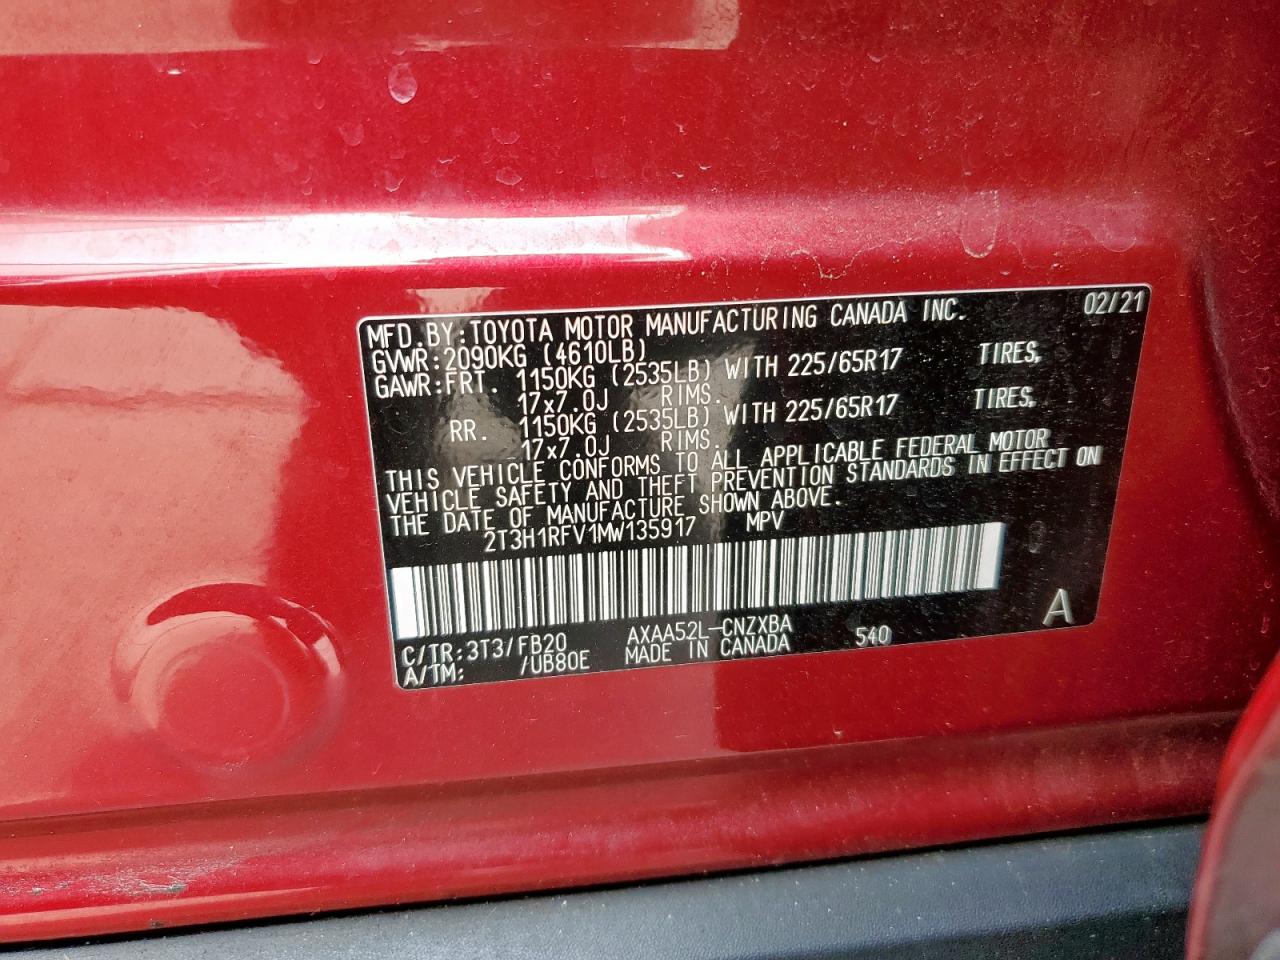 MFD.BY:TOYOTA MOTOR MANUFACTURING CANADA INC. 02/21
GVWR:2090KG (4610LB)
GAWR:FRT. 1150KG (2535LB) WITH 225/65R17 TIRES,
17x7.0J RIMS.
RR. 1150KG (2535LB) WITH 225/65R17 TIRES,
17x7.0J RIMS.
THIS VEHICLE CONFORMS TO ALL APPLICABLE FEDERAL MOTOR
VEHICLE SAFETY AND THEFT PREVENTION STANDARDS IN EFFECT ON
THE DATE OF MANUFACTURE SHOWN ABOVE.
2T3H1RFV1MW135917 MPV
C/TR:3T3/FB20 AXAA52L-CNZXBA 540 A
A/TM: /UB80E MADE IN CANADA